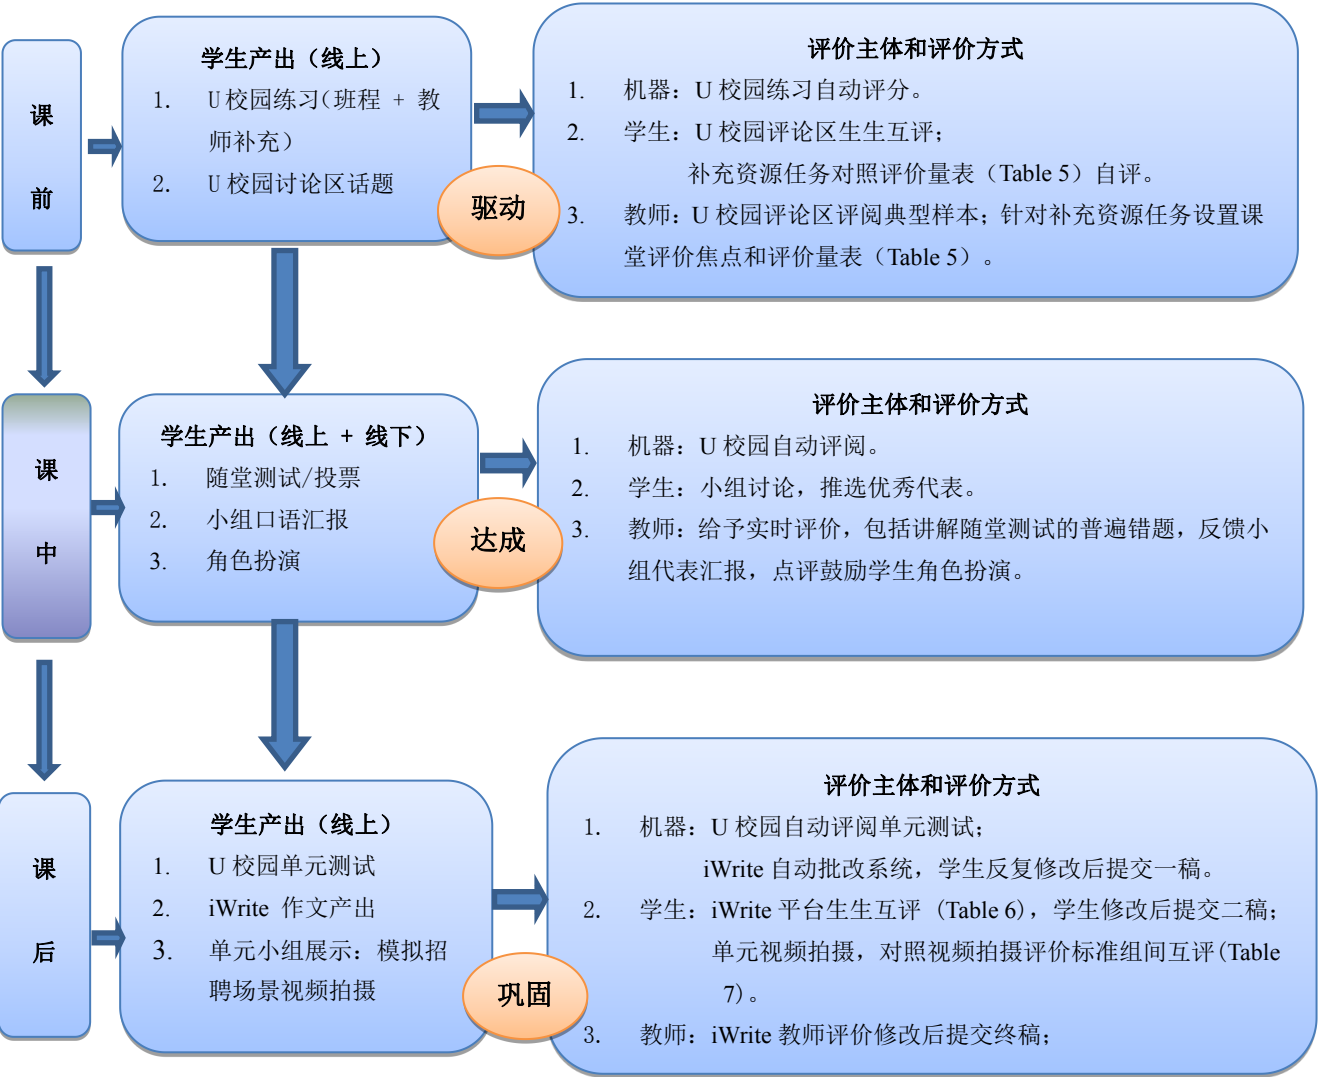 课
前
学生产出（线上）
1. U校园练习（班程 + 教
师补充）
2. U校园讨论区话题
驱动
评价主体和评价方式
1. 机器：U 校园练习自动评分。
2. 学生：U 校园评论区生生互评；
补充资源任务对照评价量表（Table 5）自评。
3. 教师：U 校园评论区评阅典型样本；针对补充资源任务设置课
堂评价焦点和评价量表（Table 5）。
课
中
学生产出（线上 + 线下）
1. 随堂测试/投票
2. 小组口语汇报
3. 角色扮演
达成
评价主体和评价方式
1. 机器：U 校园自动评阅。
2. 学生：小组讨论，推选优秀代表。
3. 教师：给予实时评价，包括讲解随堂测试的普遍错题，反馈小
组代表汇报，点评鼓励学生角色扮演。
课
后
学生产出（线上）
1. U 校园单元测试
2. iWrite 作文产出
3. 单元小组展示：模拟招
聘场景视频拍摄
巩固
评价主体和评价方式
1. 机器：U 校园自动评阅单元测试；
iWrite 自动批改系统，学生反复修改后提交一稿。
2. 学生：iWrite 平台生生互评（Table 6），学生修改后提交二稿；
单元视频拍摄，对照视频拍摄评价标准组间互评（Table
7）。
3. 教师：iWrite 教师评价修改后提交终稿；